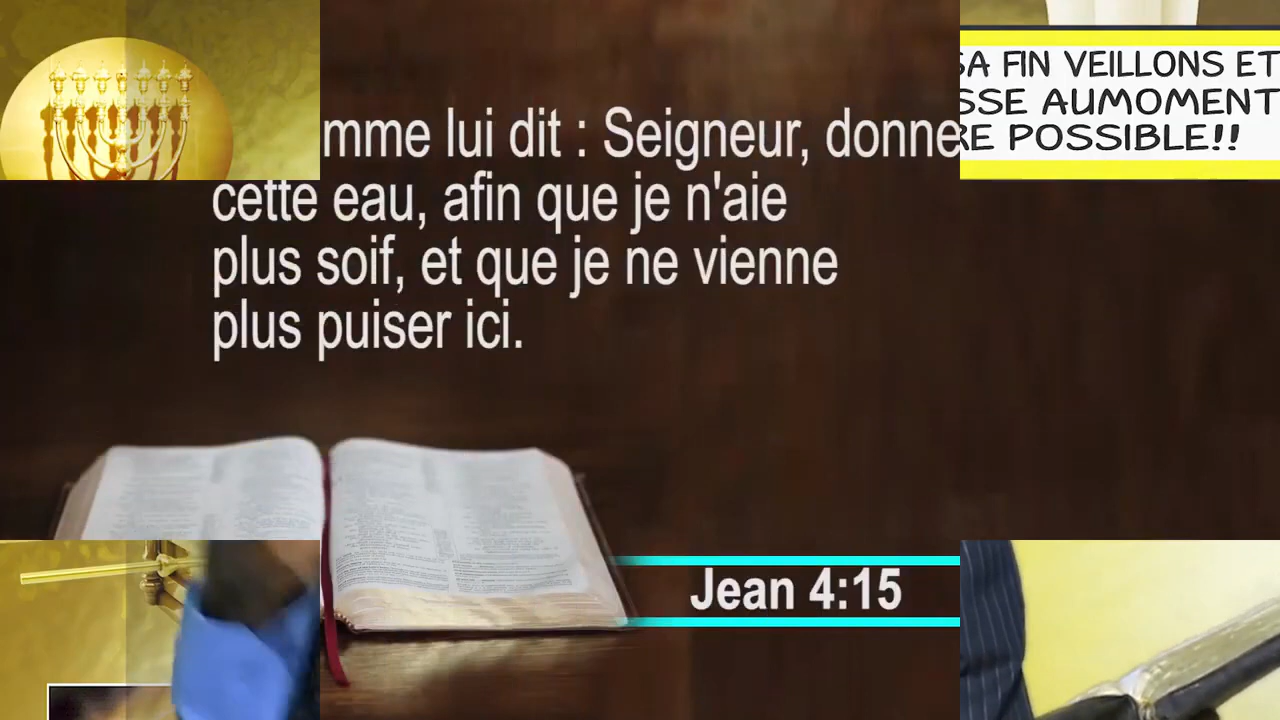 mme lui dit : Seigneur, donne
cette eau, afin que je n'aie
plus soif, et que je ne vienne
plus puiser ici.
Jean 4:15
SA FIN VEILLONS ET
SSE AUMOMENT
RE POSSIBLE!!